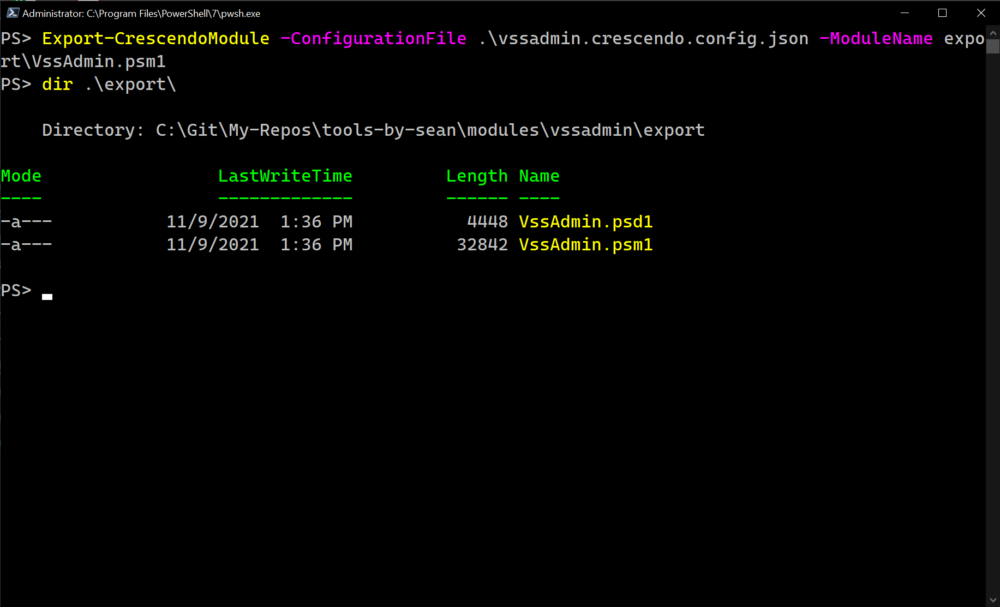 Administrator: C:\Program Files\PowerShell\7\pwsh.exe
PS> Export-CrescendoModule -ConfigurationFile .\vssadmin.crescendo.config.json -ModuleName expo
rt\VssAdmin.psm1
PS> dir .\export\
Directory: C:\Git\My-Repos\tools-by-sean\modules\vssadmin\export
Mode                 LastWriteTime         Length Name
----                 -------------         ------ ----
-a---           11/9/2021  1:36 PM           4448 VssAdmin.psd1
-a---           11/9/2021  1:36 PM          32842 VssAdmin.psm1
PS>